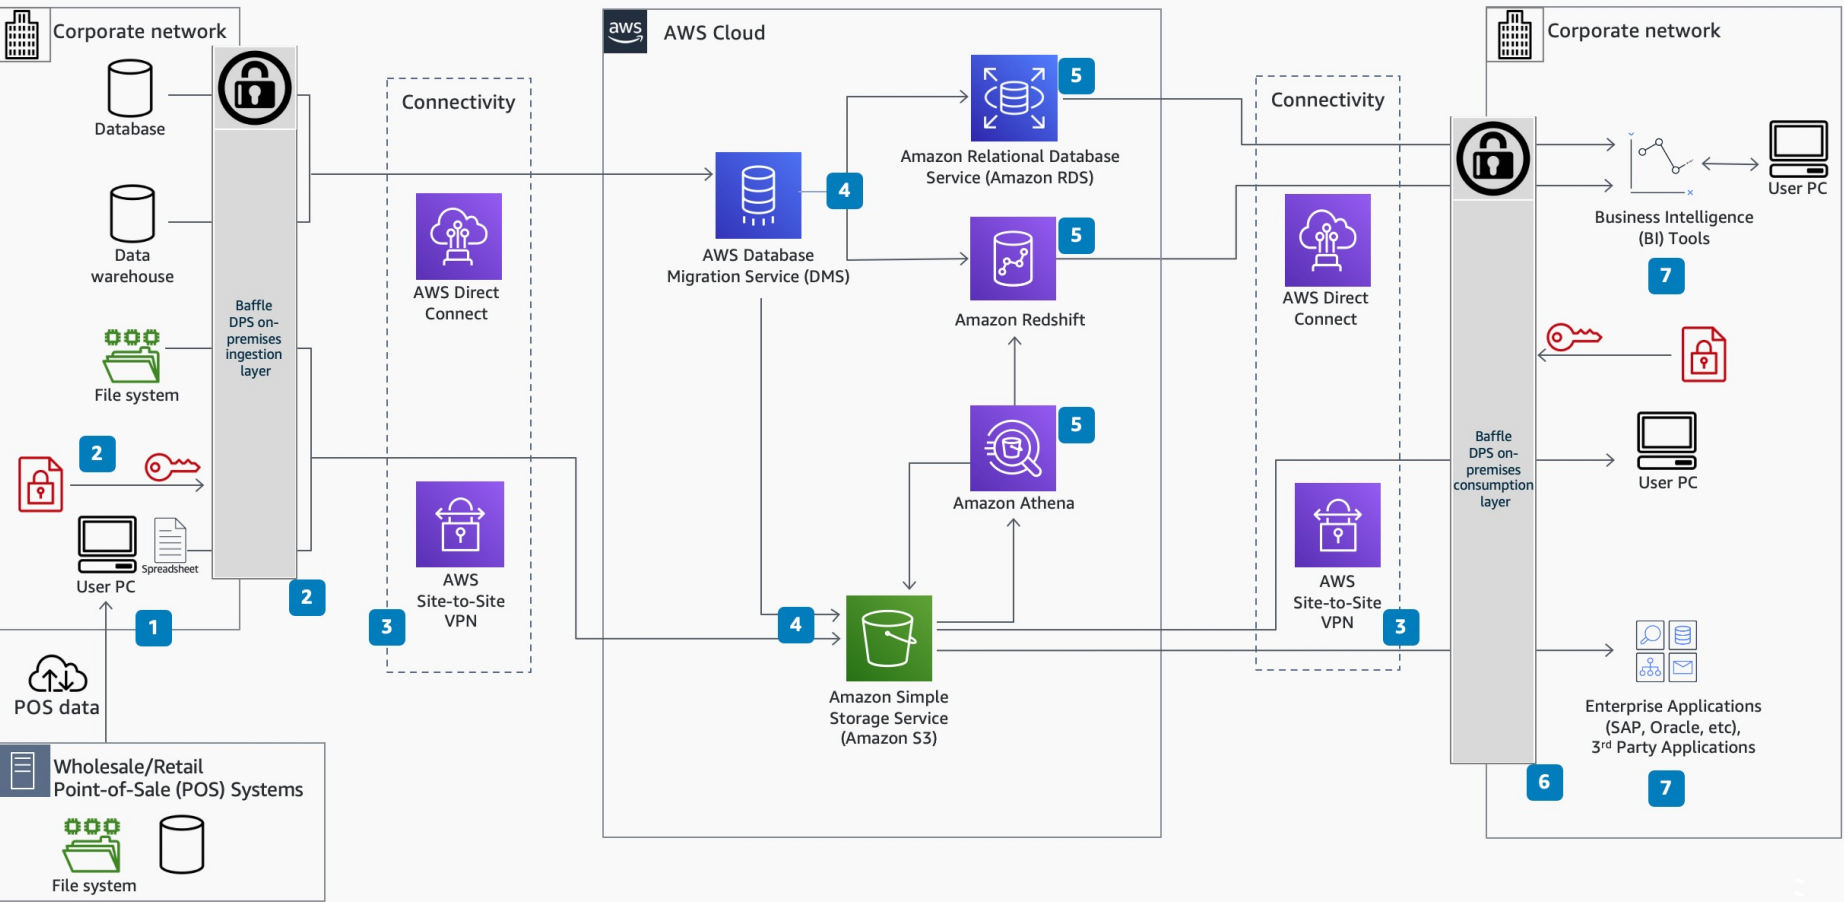 Corporate network
Database
Data
warehouse
File system
Baffle
DPS on-
premises
ingestion
layer
2
Spreadsheet
User PC
2
1
POS data
Wholesale/Retail
Point-of-Sale (POS) Systems
File system
Connectivity
AWS Direct
Connect
AWS
Site-to-Site
VPN
3
aws
AWS Cloud
AWS Database
Migration Service (DMS)
4
5
Amazon Relational Database
Service (Amazon RDS)
5
Amazon Redshift
5
Amazon Athena
4
Amazon Simple
Storage Service
(Amazon S3)
Connectivity
AWS Direct
Connect
AWS
Site-to-Site
VPN
3
Corporate network
Baffle
DPS on-
premises
consumption
layer
6
User PC
Business Intelligence
(BI) Tools
7
User PC
Enterprise Applications
(SAP, Oracle, etc),
3rd Party Applications
7